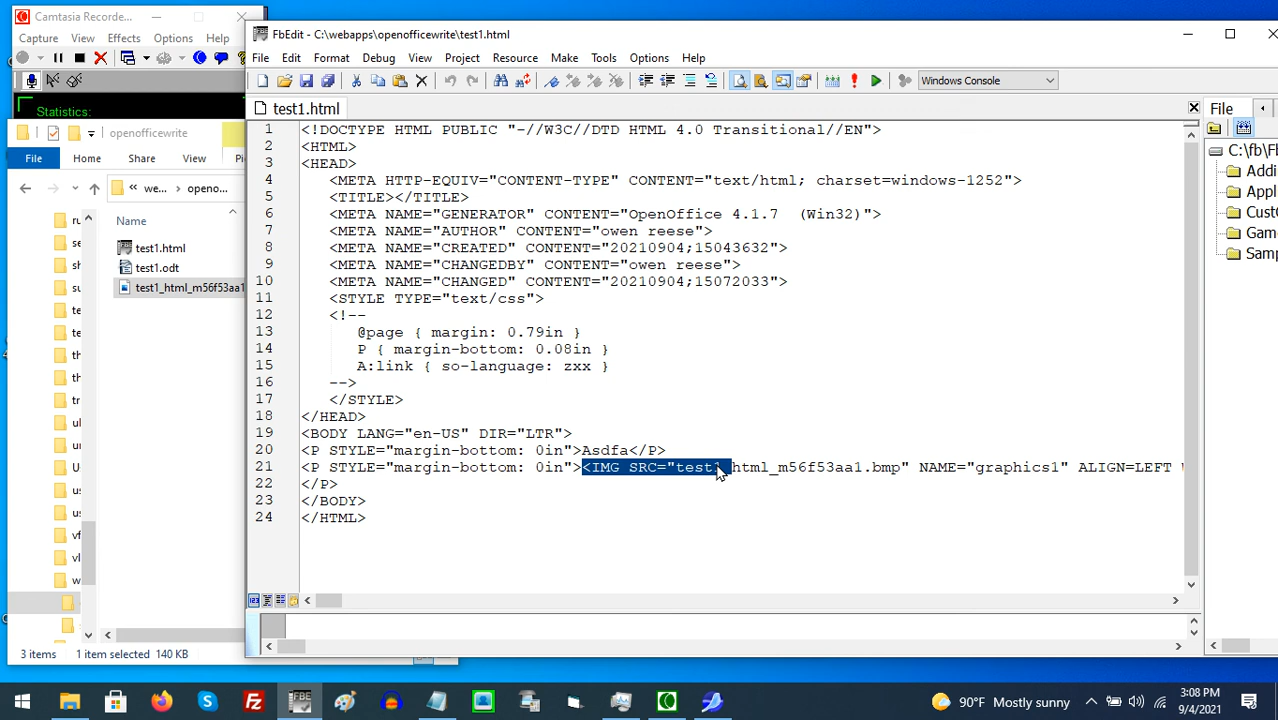 Camtasia Recorde...
Capture View Effects Options Help
Statistics:
openofficewrite
File Home Share View
we... openo...
Name
test1.html
test1.odt
test1_html_m56f53aa1
3 items 1 item selected 140 KB
FbEdit - C:\webapps\openofficewrite\test1.html
File Edit Format Debug View Project Resource Make Tools Options Help
Windows Console
test1.html
1 <!DOCTYPE HTML PUBLIC "-//W3C//DTD HTML 4.0 Transitional//EN">
2 <HTML>
3 <HEAD>
4 <META HTTP-EQUIV="CONTENT-TYPE" CONTENT="text/html; charset=windows-1252">
5 <TITLE></TITLE>
6 <META NAME="GENERATOR" CONTENT="OpenOffice 4.1.7  (Win32)">
7 <META NAME="AUTHOR" CONTENT="owen reese">
8 <META NAME="CREATED" CONTENT="20210904;15043632">
9 <META NAME="CHANGEDBY" CONTENT="owen reese">
10 <META NAME="CHANGED" CONTENT="20210904;15072033">
11 <STYLE TYPE="text/css">
12 <!--
13 @page { margin: 0.79in }
14 P { margin-bottom: 0.08in }
15 A:link { so-language: zxx }
16 -->
17 </STYLE>
18 </HEAD>
19 <BODY LANG="en-US" DIR="LTR">
20 <P STYLE="margin-bottom: 0in">Asdfa</P>
21 <P STYLE="margin-bottom: 0in"><IMG SRC="test1_html_m56f53aa1.bmp" NAME="graphics1" ALIGN=LEFT
22 </P>
23 </BODY>
24 </HTML>
File
C:\fb\Fb
Addi
Appl
Cust
Gam
Samp
90°F Mostly sunny
3:08 PM
9/4/2021